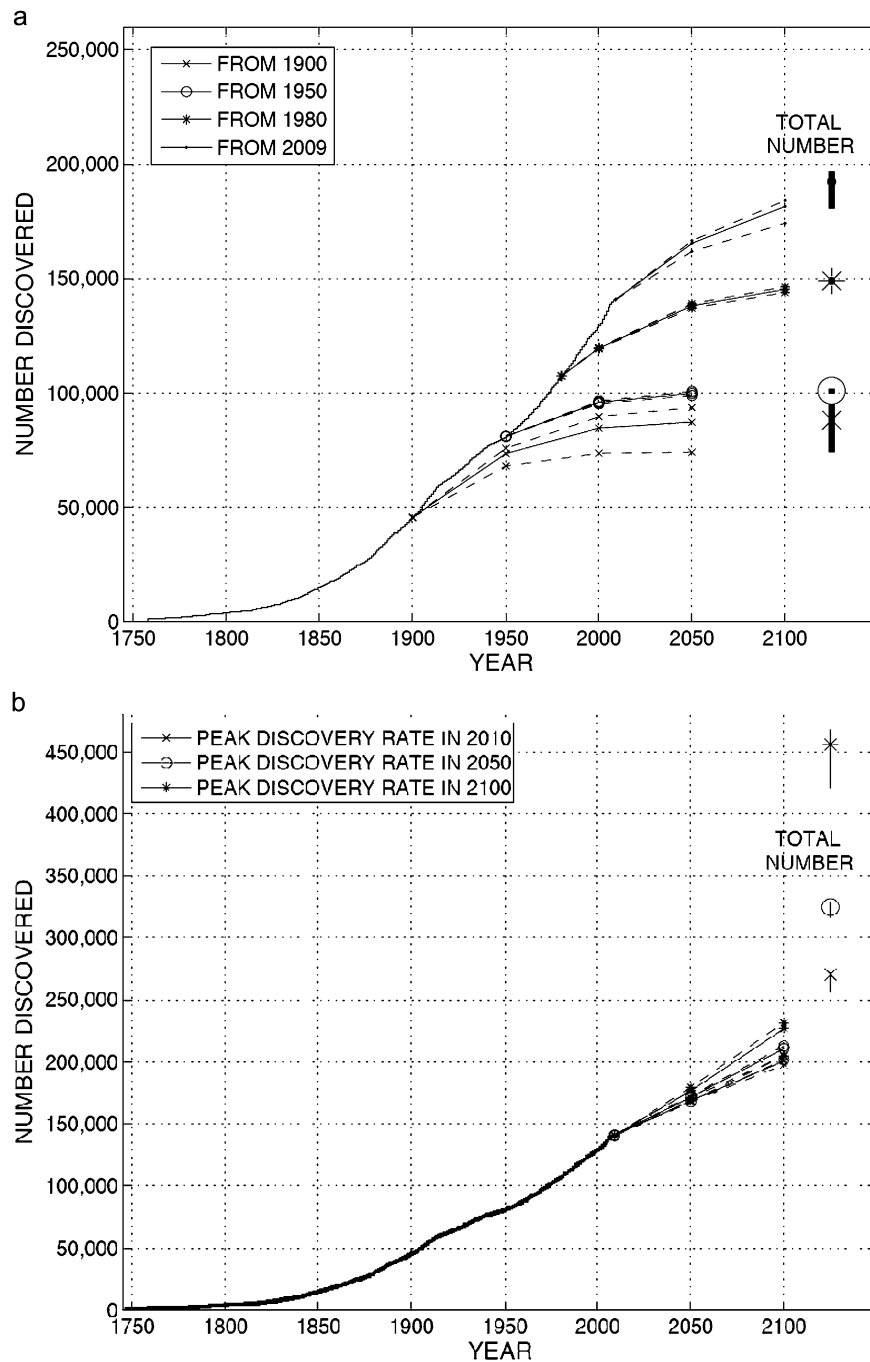 a
250,000
200,000
150,000
100,000
50,000
0
NUMBER DISCOVERED
FROM 1900
FROM 1950
FROM 1980
FROM 2009
TOTAL
NUMBER
1750 1800 1850 1900 1950 2000 2050 2100
YEAR
b
450,000
400,000
350,000
300,000
250,000
200,000
150,000
100,000
50,000
0
NUMBER DISCOVERED
PEAK DISCOVERY RATE IN 2010
PEAK DISCOVERY RATE IN 2050
PEAK DISCOVERY RATE IN 2100
TOTAL
NUMBER
1750 1800 1850 1900 1950 2000 2050 2100
YEAR